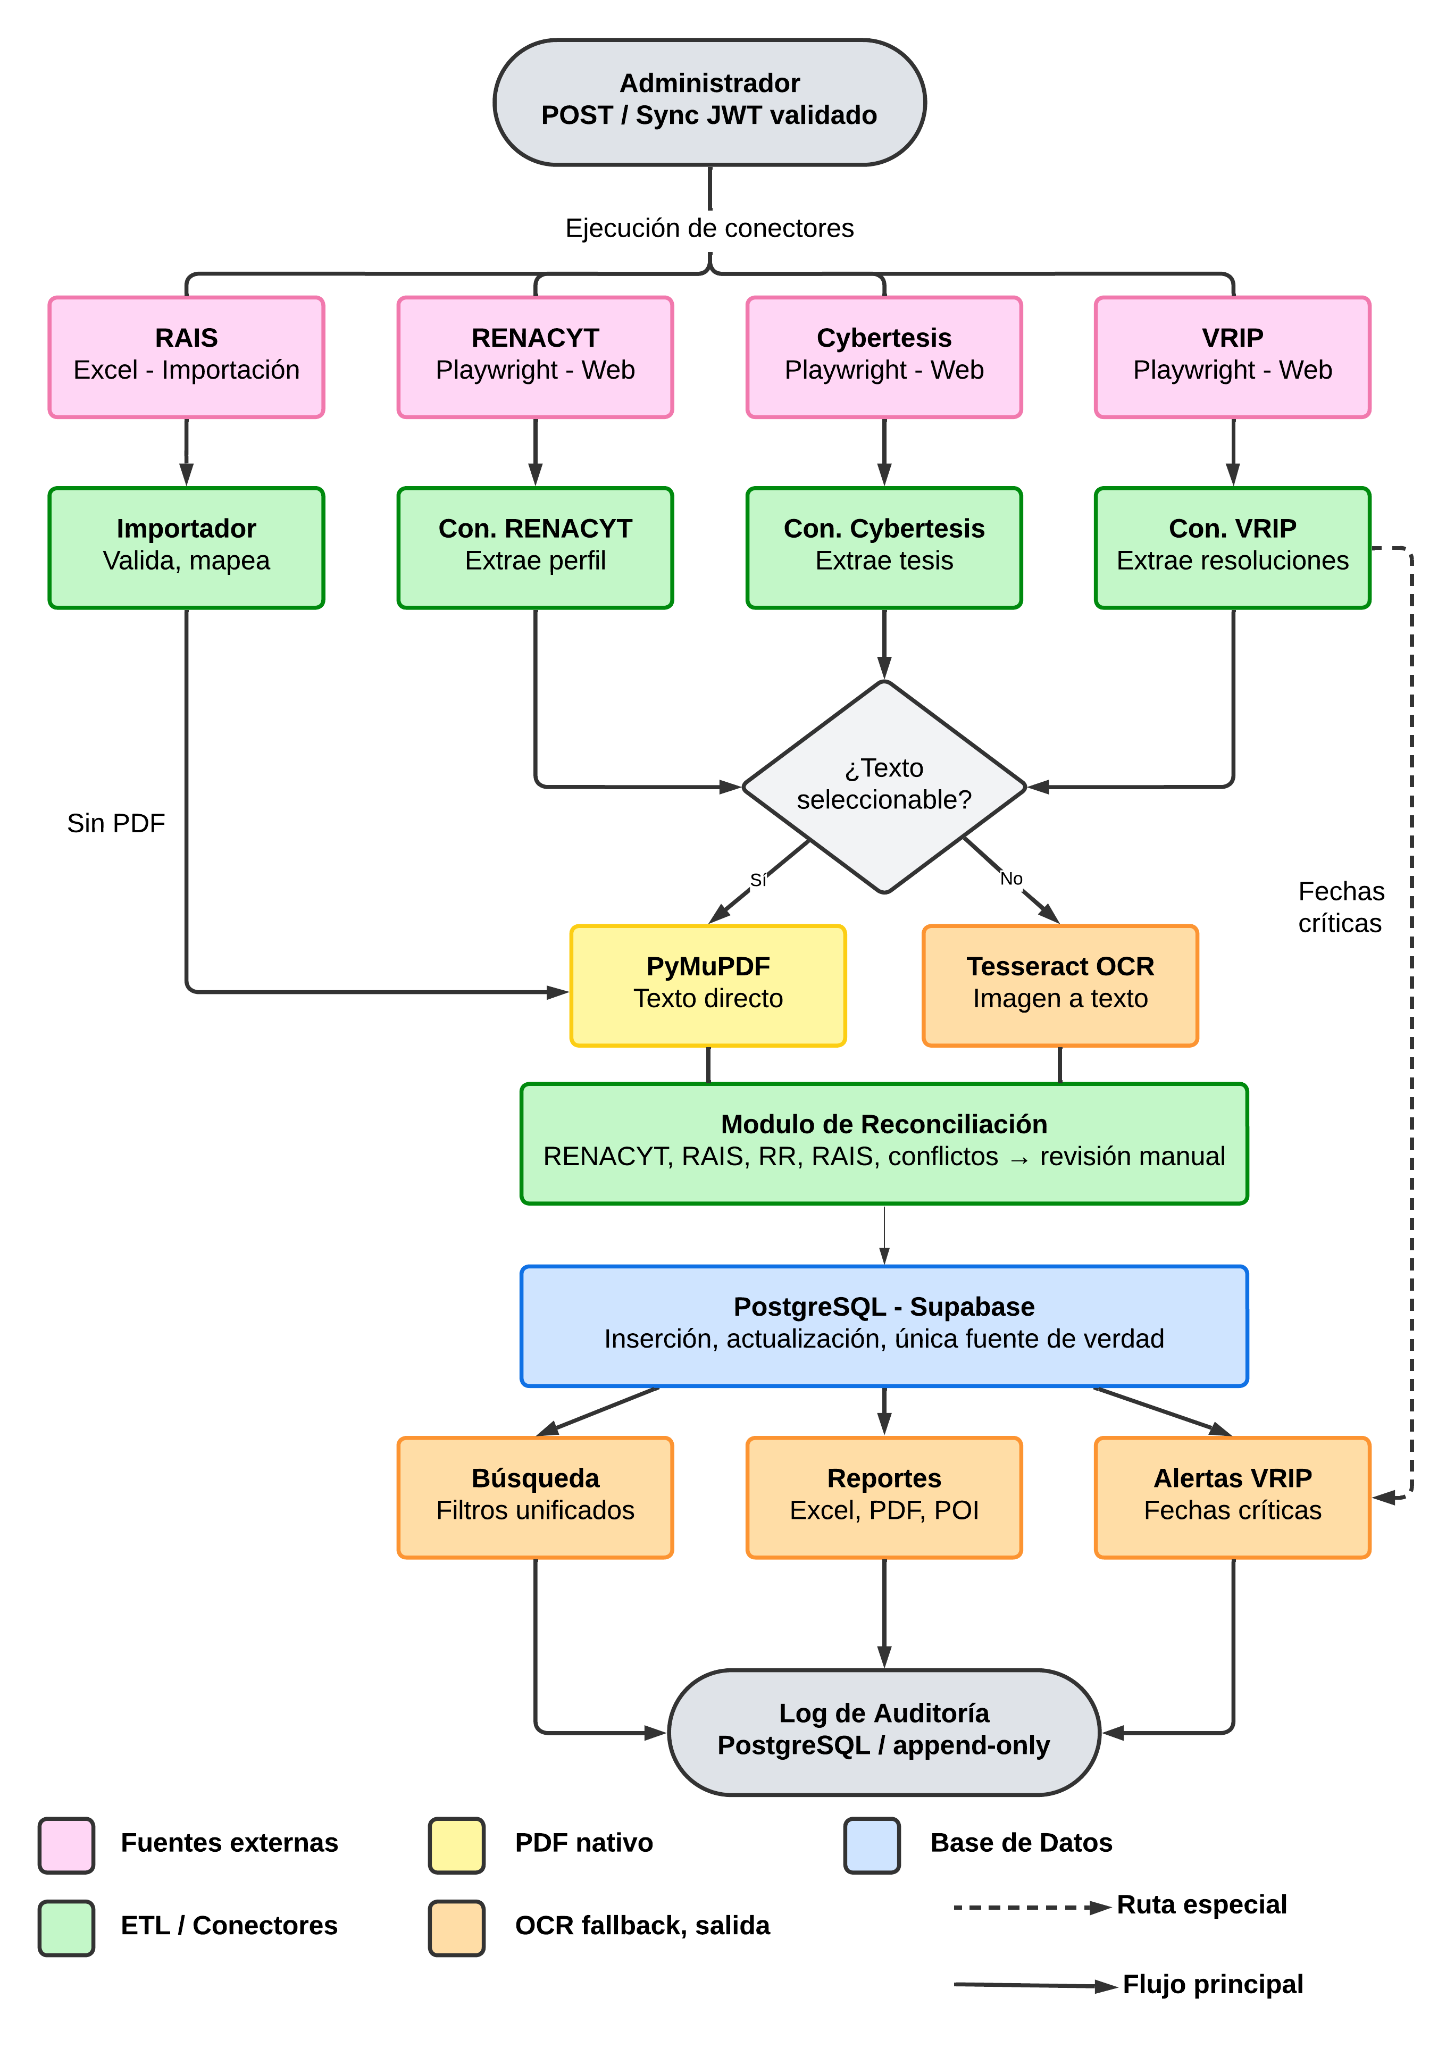 Administrador
POST / Sync JWT validado
Ejecución de conectores
RAIS
Excel - Importación
RENACYT
Playwright - Web
Cybertesis
Playwright - Web
VRIP
Playwright - Web
Importador
Valida, mapea
Con. RENACYT
Extrae perfil
Con. Cybertesis
Extrae tesis
Con. VRIP
Extrae resoluciones
¿Texto
seleccionable?
Sin PDF
Sí
No
Fechas
críticas
PyMuPDF
Texto directo
Tesseract OCR
Imagen a texto
Modulo de Reconciliación
RENACYT, RAIS, RR, RAIS, conflictos → revisión manual
PostgreSQL - Supabase
Inserción, actualización, única fuente de verdad
Búsqueda
Filtros unificados
Reportes
Excel, PDF, POI
Alertas VRIP
Fechas críticas
Log de Auditoría
PostgreSQL / append-only
Fuentes externas
PDF nativo
Base de Datos
ETL / Conectores
OCR fallback, salida
Ruta especial
Flujo principal